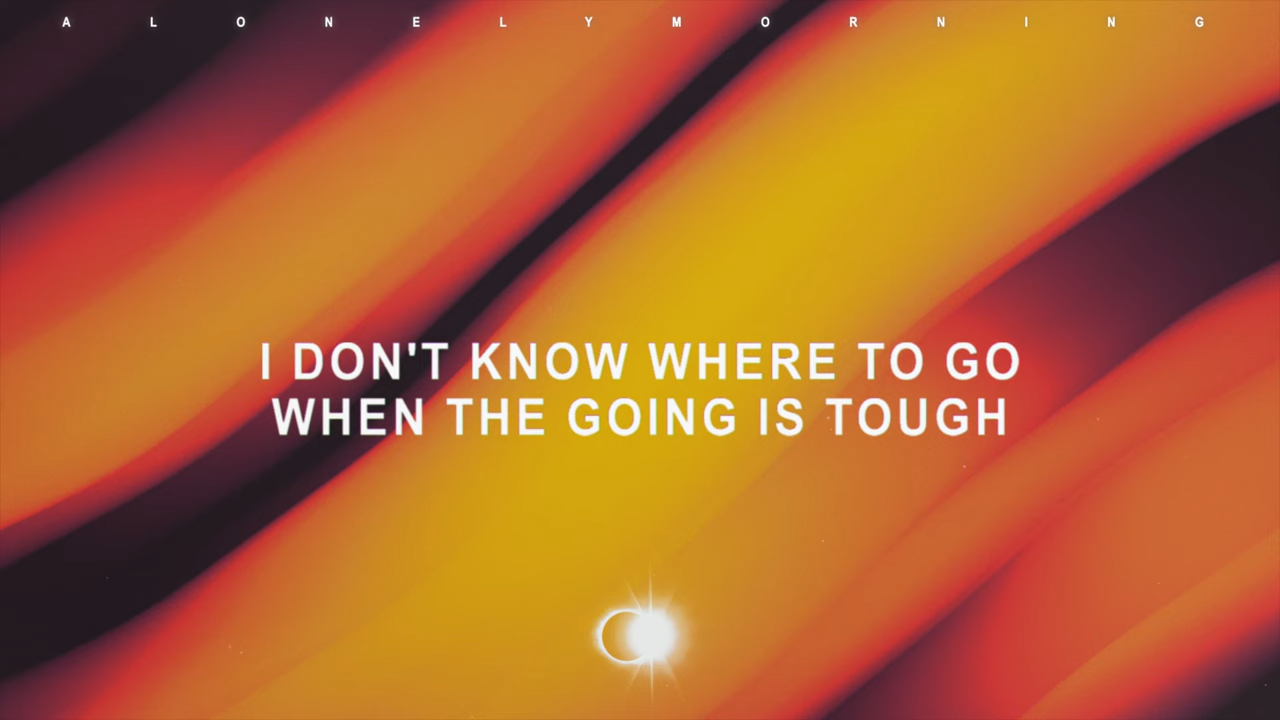 A L O N E L Y M O R N I N G
I DON'T KNOW WHERE TO GO
WHEN THE GOING IS TOUGH